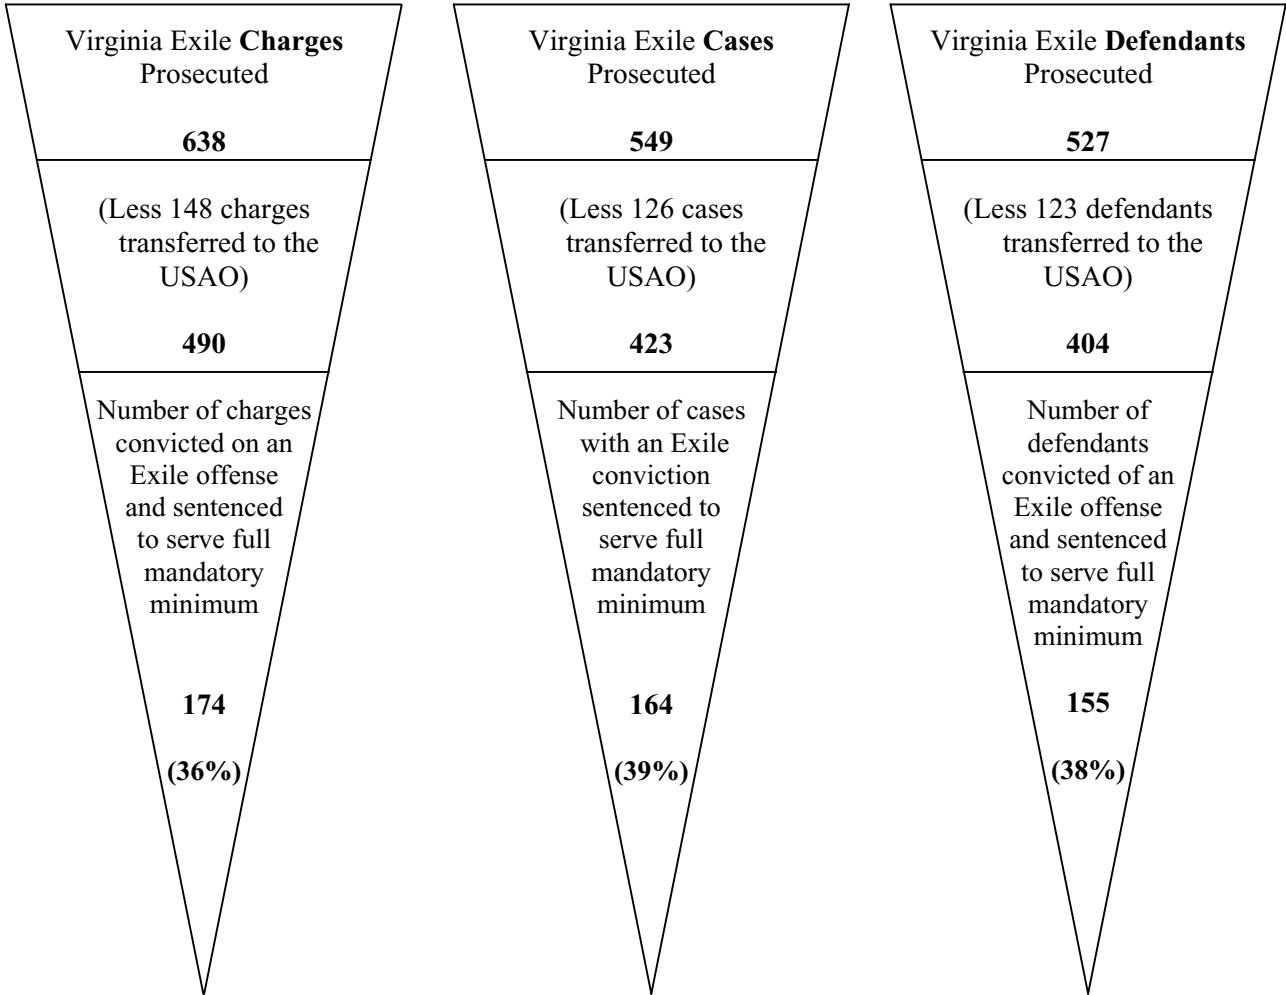 Virginia Exile Charges
Prosecuted
638
(Less 148 charges
transferred to the
USAO)
490
Number of charges
convicted on an
Exile offense
and sentenced
to serve full
mandatory
minimum
174
(36%)
Virginia Exile Cases
Prosecuted
549
(Less 126 cases
transferred to the
USAO)
423
Number of cases
with an Exile
conviction
sentenced to
serve full
mandatory
minimum
164
(39%)
Virginia Exile Defendants
Prosecuted
527
(Less 123 defendants
transferred to the
USAO)
404
Number of
defendants
convicted of an
Exile offense
and sentenced
to serve full
mandatory
minimum
155
(38%)